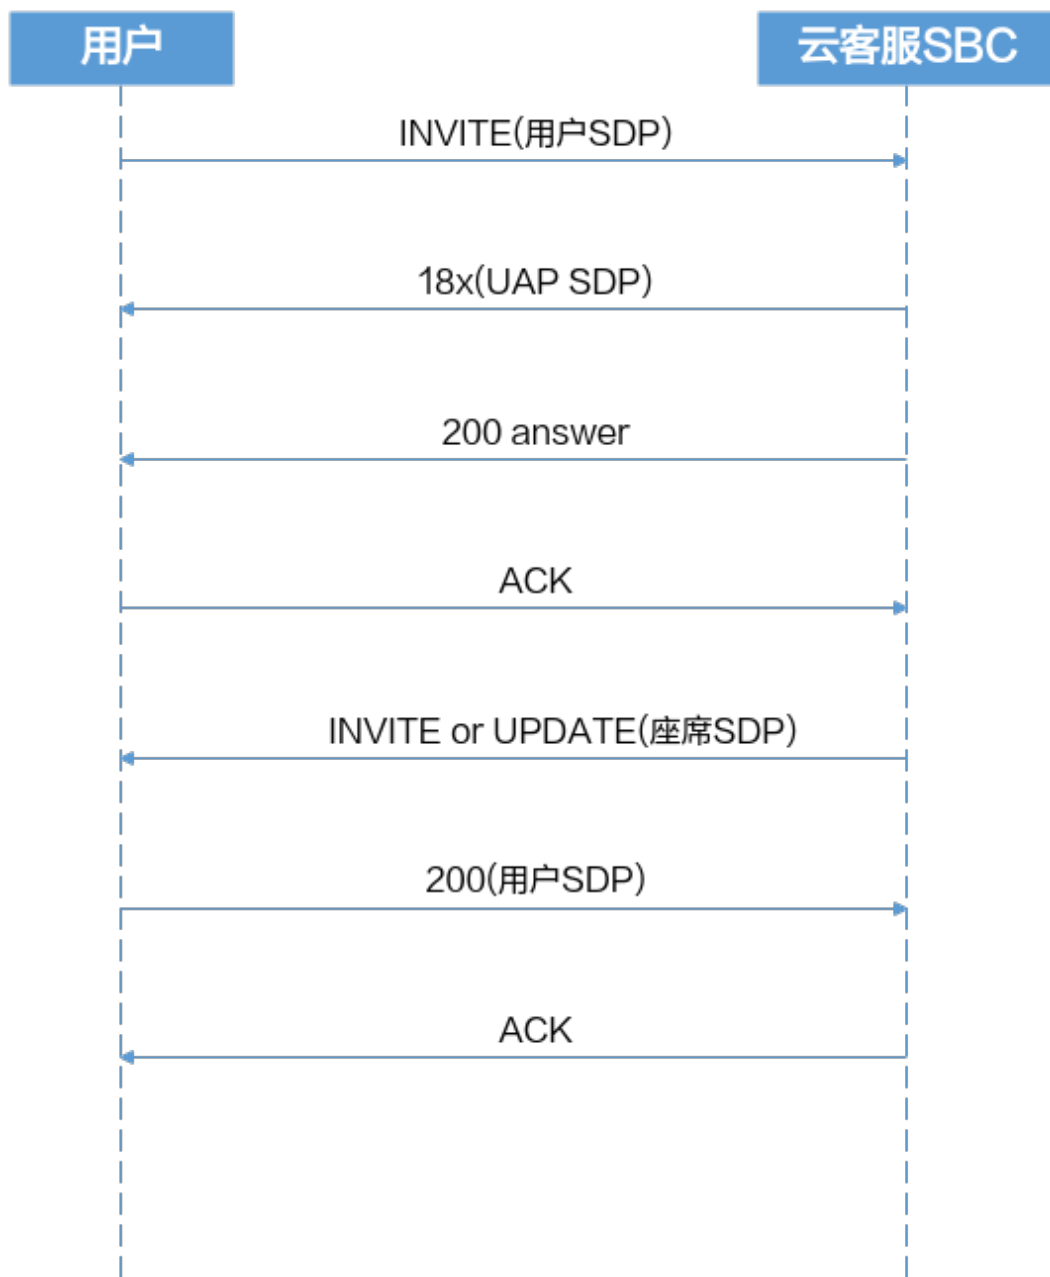 用户
云客服SBC
INVITE(用户SDP)
18x(UAP SDP)
200 answer
ACK
INVITE or UPDATE(座席SDP)
200(用户SDP)
ACK